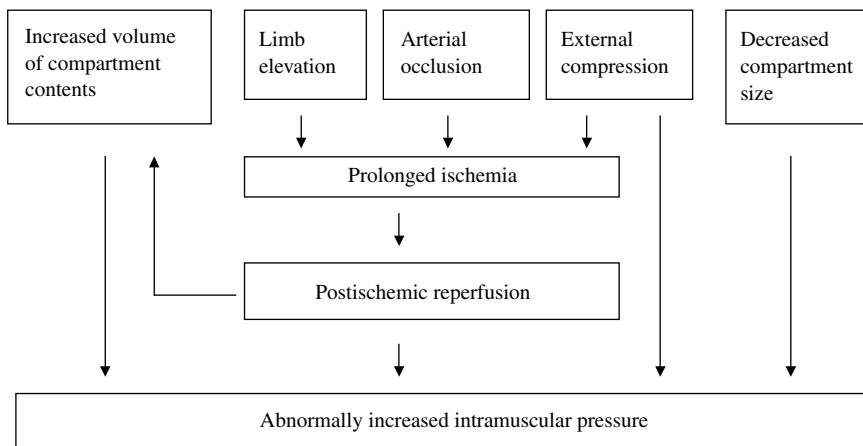 Increased volume
of compartment
contents
Limb
elevation
Arterial
occlusion
External
compression
Decreased
compartment
size
Prolonged ischemia
Postischemic reperfusion
Abnormally increased intramuscular pressure